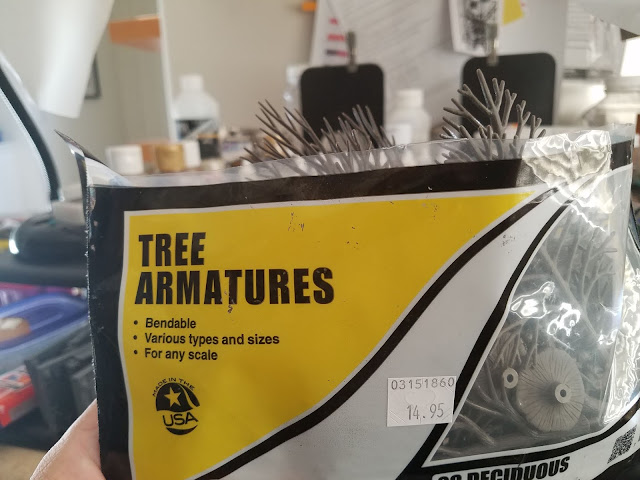 TREE
ARMATURES
• Bendable
• Various types and sizes
• For any scale
MADE IN THE
USA
03151860
14.95
DECIDUOUS